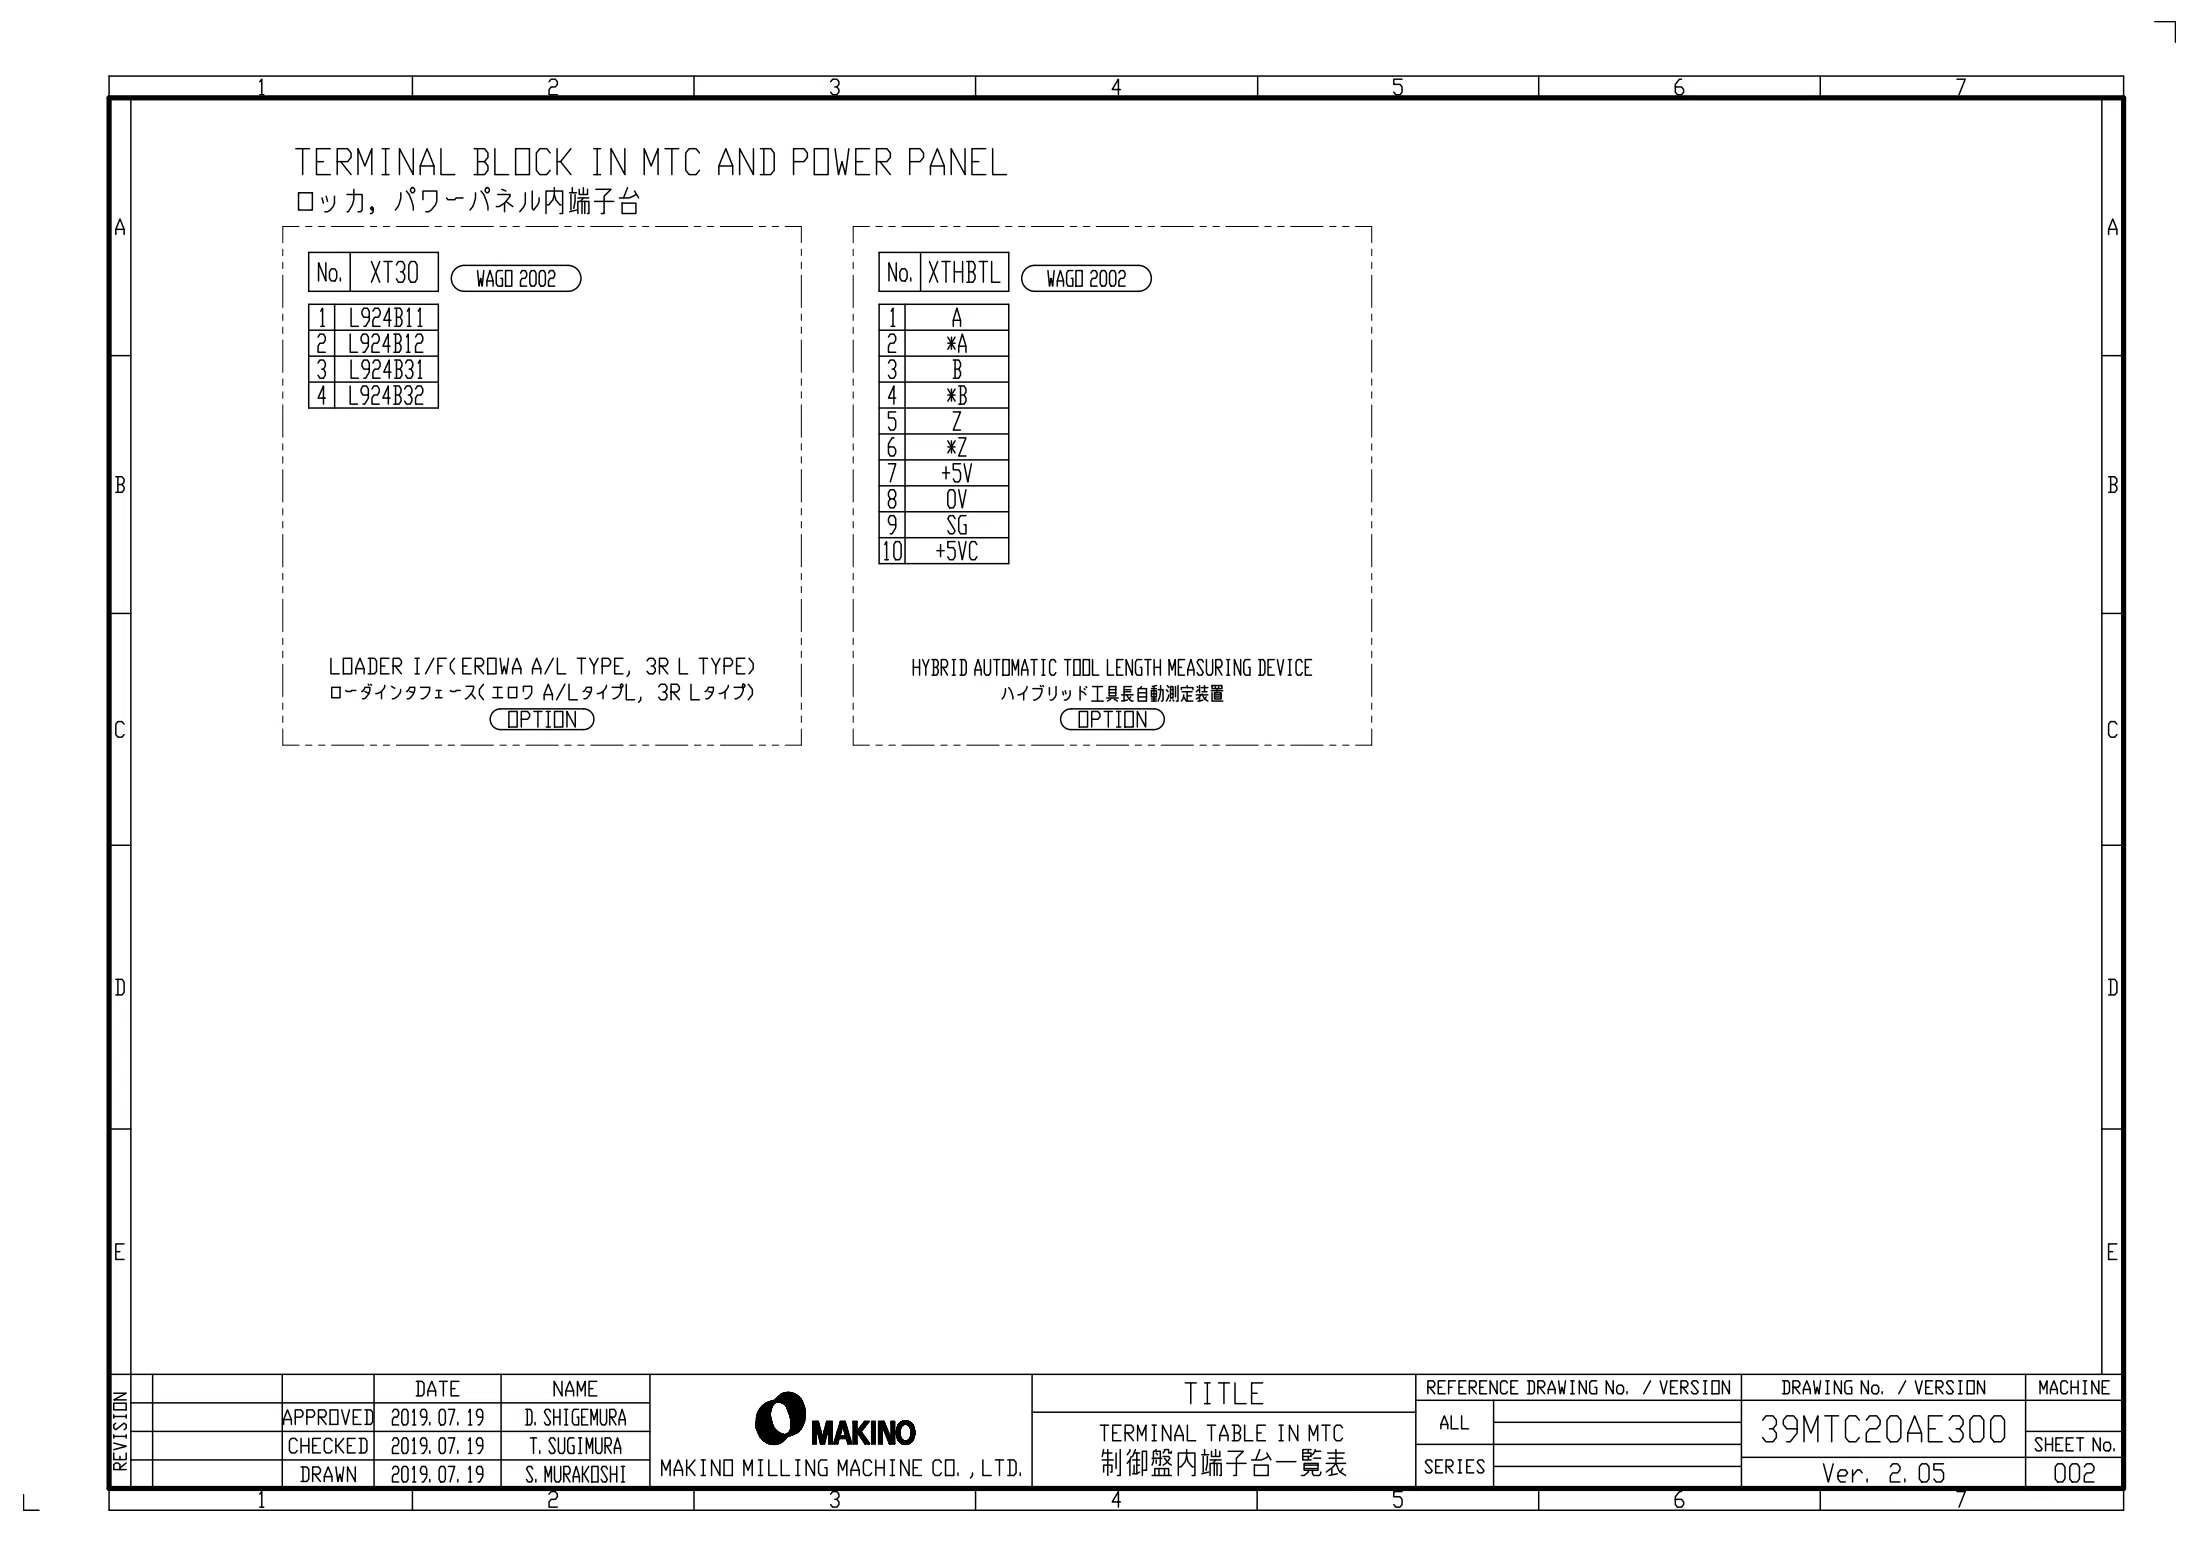 1 2 3 4 5 6 7
TERMINAL BLOCK IN MTC AND POWER PANEL
ロッカ, パワーパネル内端子台
A A
No. XT30 WAGO 2002
1 L924B11
2 L924B12
3 L924B31
4 L924B32
LOADER I/F(EROWA A/L TYPE, 3R L TYPE)
ローダインタフェース(エロワ A/LタイプL, 3R Lタイプ)
OPTION
No. XTHBTL WAGO 2002
1 A
2 *A
3 B
4 *B
5 Z
6 *Z
7 +5V
8 0V
9 SG
10 +5VC
HYBRID AUTOMATIC TOOL LENGTH MEASURING DEVICE
ハイブリッド工具長自動測定装置
OPTION
B B
C C
D D
E E
REVISION
DATE NAME
APPROVED 2019.07.19 D. SHIGEMURA
CHECKED 2019.07.19 T. SUGIMURA
DRAWN 2019.07.19 S. MURAKOSHI
MAKINO
MAKINO MILLING MACHINE CO.,LTD.
TITLE
TERMINAL TABLE IN MTC
制御盤内端子台一覧表
REFERENCE DRAWING No. / VERSION
ALL
SERIES
DRAWING No. / VERSION
39MTC20AE300
Ver. 2.05
MACHINE
SHEET No.
002
1 2 3 4 5 6 7